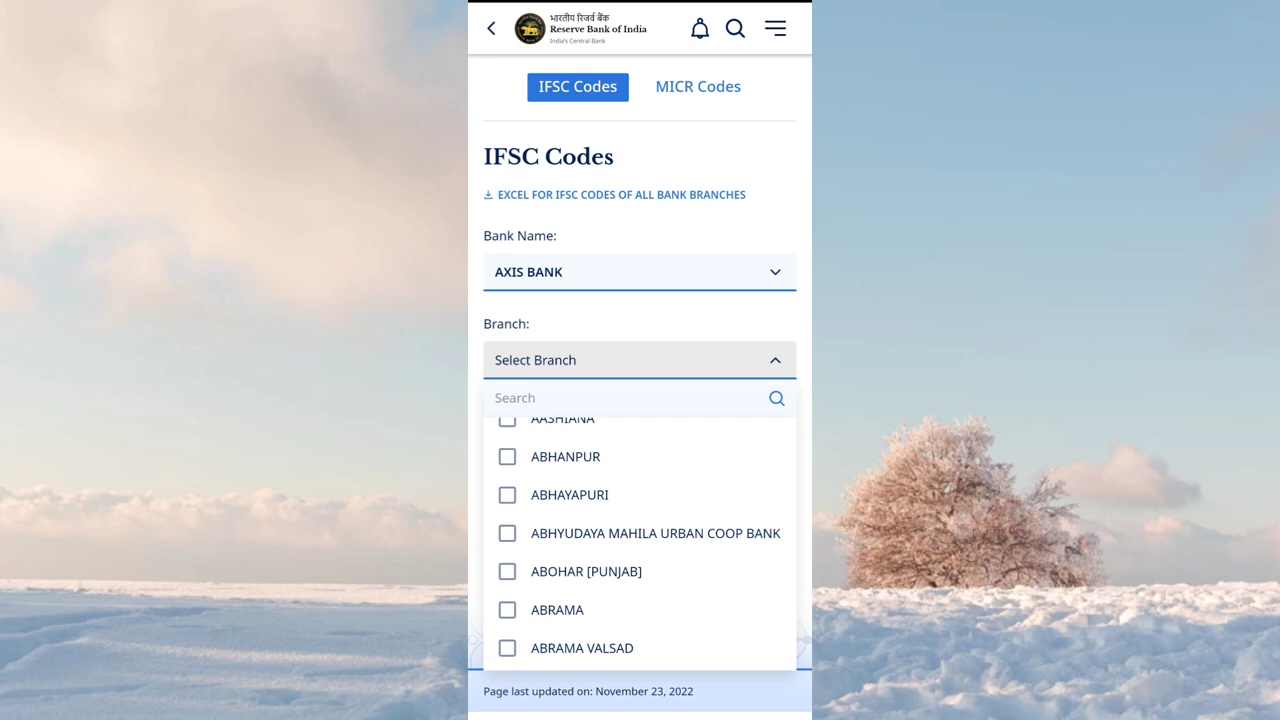 भारतीय रिज़र्व बैंक
Reserve Bank of India
India's Central Bank
IFSC Codes
MICR Codes
IFSC Codes
EXCEL FOR IFSC CODES OF ALL BANK BRANCHES
Bank Name:
AXIS BANK
Branch:
Select Branch
Search
AASHIANA
ABHANPUR
ABHAYAPURI
ABHYUDAYA MAHILA URBAN COOP BANK
ABOHAR [PUNJAB]
ABRAMA
ABRAMA VALSAD
Page last updated on: November 23, 2022